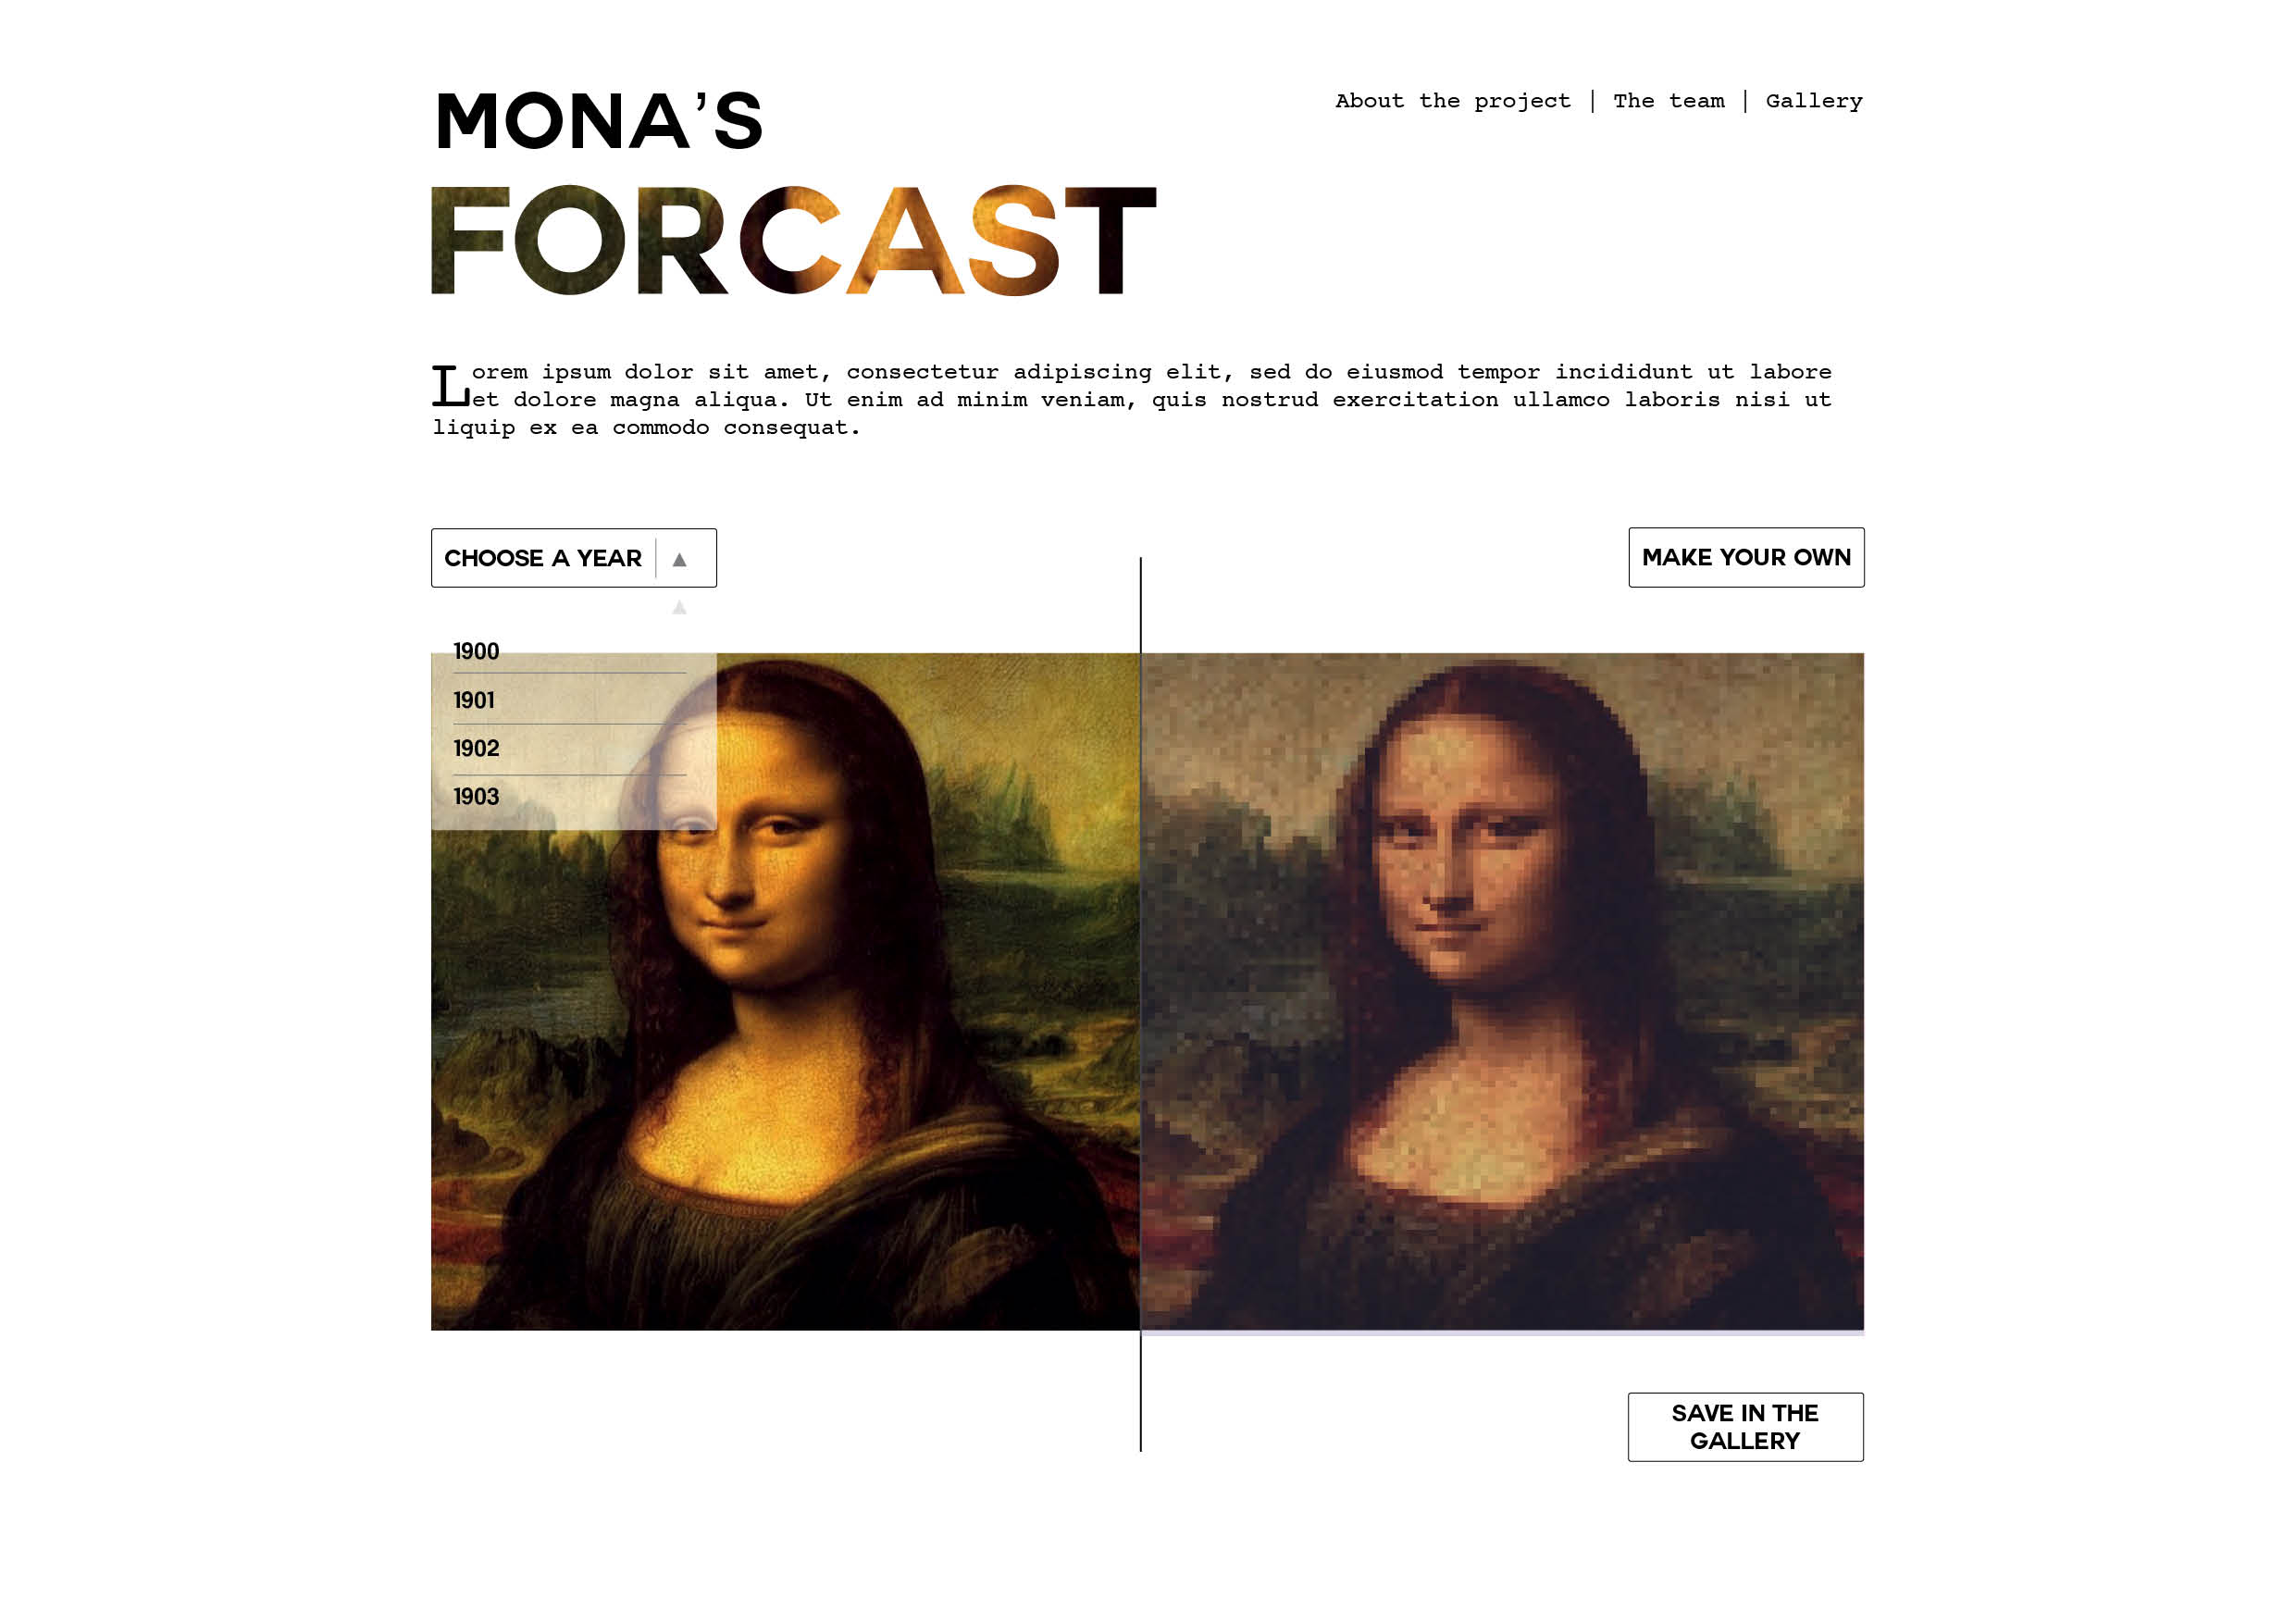 MONA’S
About the project | The team | Gallery
FORCAST
Lorem ipsum dolor sit amet, consectetur adipiscing elit, sed do eiusmod tempor incididunt ut labore
et dolore magna aliqua. Ut enim ad minim veniam, quis nostrud exercitation ullamco laboris nisi ut
liquip ex ea commodo consequat.
CHOOSE A YEAR
MAKE YOUR OWN
1900
1901
1902
1903
SAVE IN THE
GALLERY